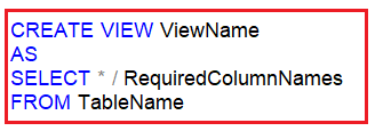 CREATE VIEW ViewName
AS
SELECT * / RequiredColumnNames
FROM TableName